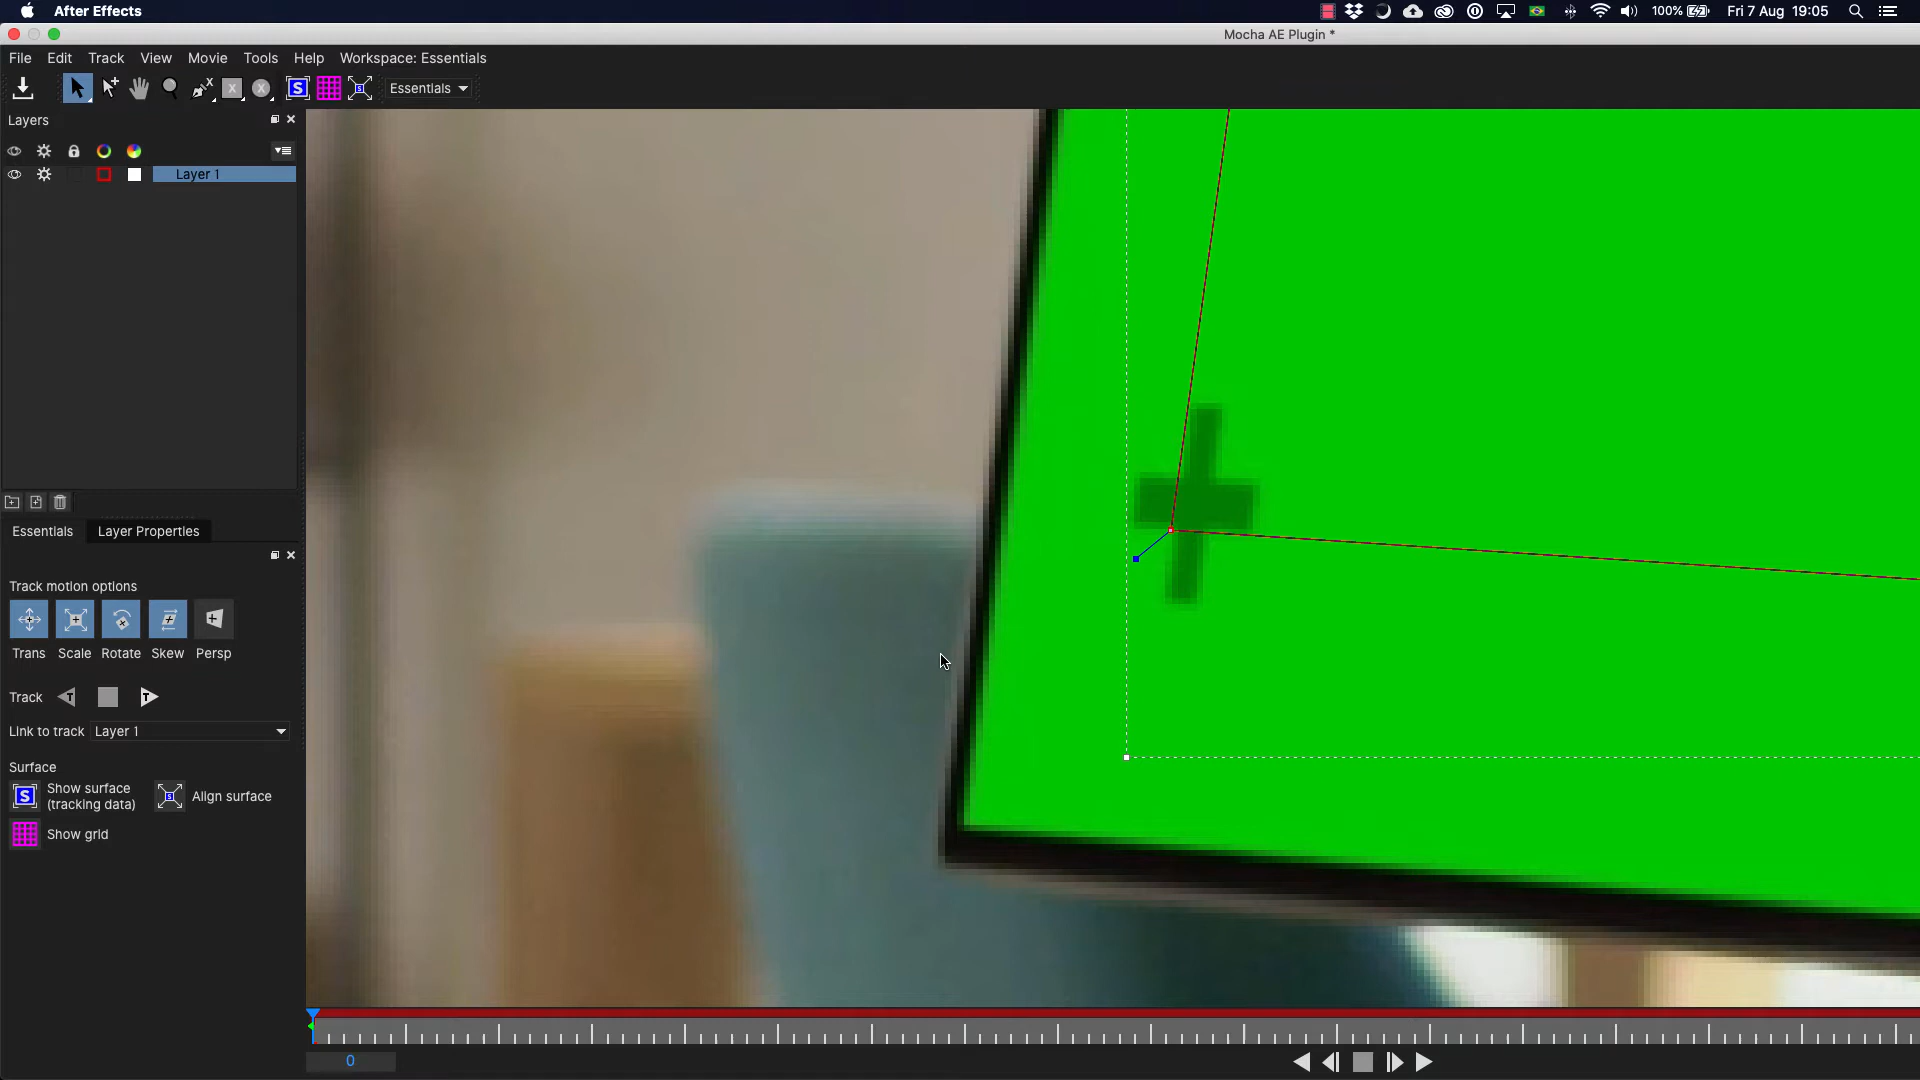 After Effects
100%
Fri 7 Aug 19:05
Mocha AE Plugin *
File Edit Track View Movie Tools Help Workspace: Essentials
Essentials
Layers
Layer 1
Essentials Layer Properties
Track motion options
Trans Scale Rotate Skew Persp
Track
Link to track Layer 1
Surface
Show surface
(tracking data)
Align surface
Show grid
0